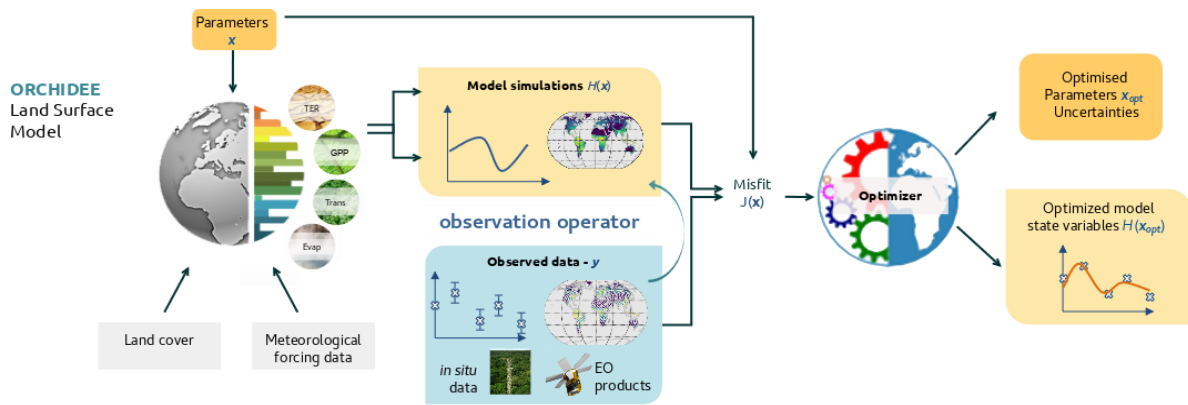 Parameters
x
ORCHIDEE
Land Surface
Model
TER
GPP
Trans
Evap
Land cover
Meteorological
forcing data
Model simulations H(x)
observation operator
Observed data - y
in situ
data
EO
products
Misfit
J(x)
Optimizer
Optimised
Parameters xopt
Uncertainties
Optimized model
state variables H(xopt)